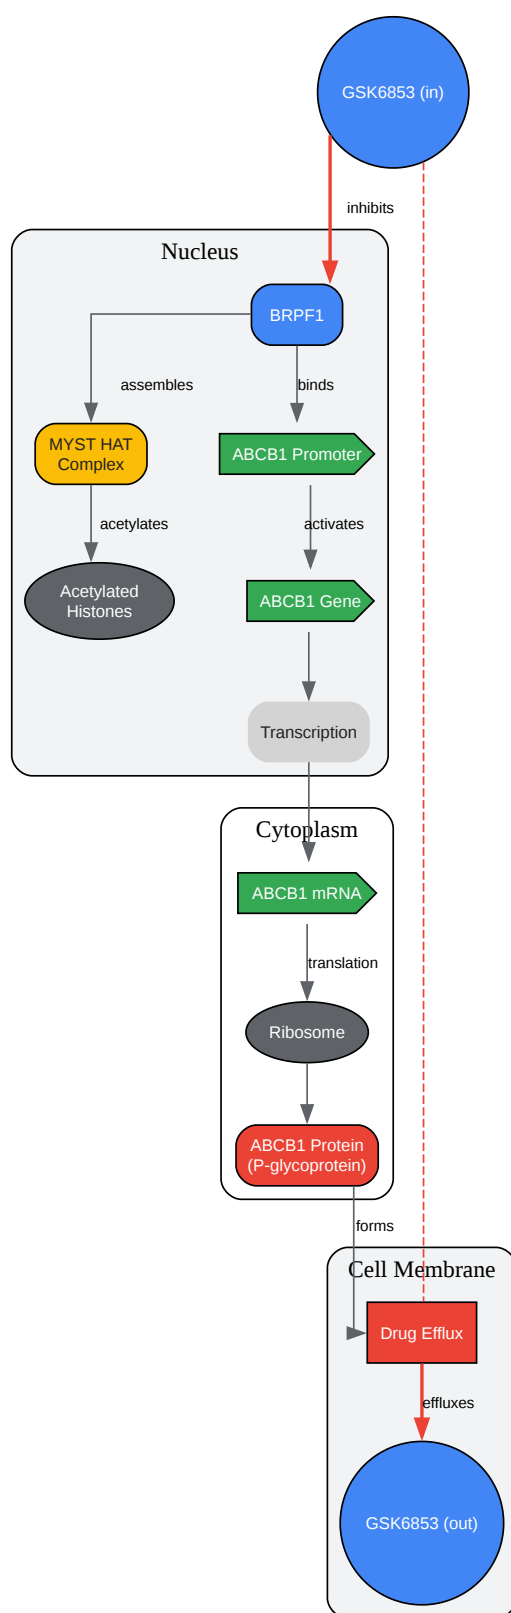 GSK6853 (in)
inhibits
Nucleus
BRPF1
assembles
binds
MYST HAT
Complex
ABCB1 Promoter
acetylates
activates
Acetylated
Histones
ABCB1 Gene
Transcription
Cytoplasm
ABCB1 mRNA
translation
Ribosome
ABCB1 Protein
(P-glycoprotein)
forms
Cell Membrane
Drug Efflux
effluxes
GSK6853 (out)